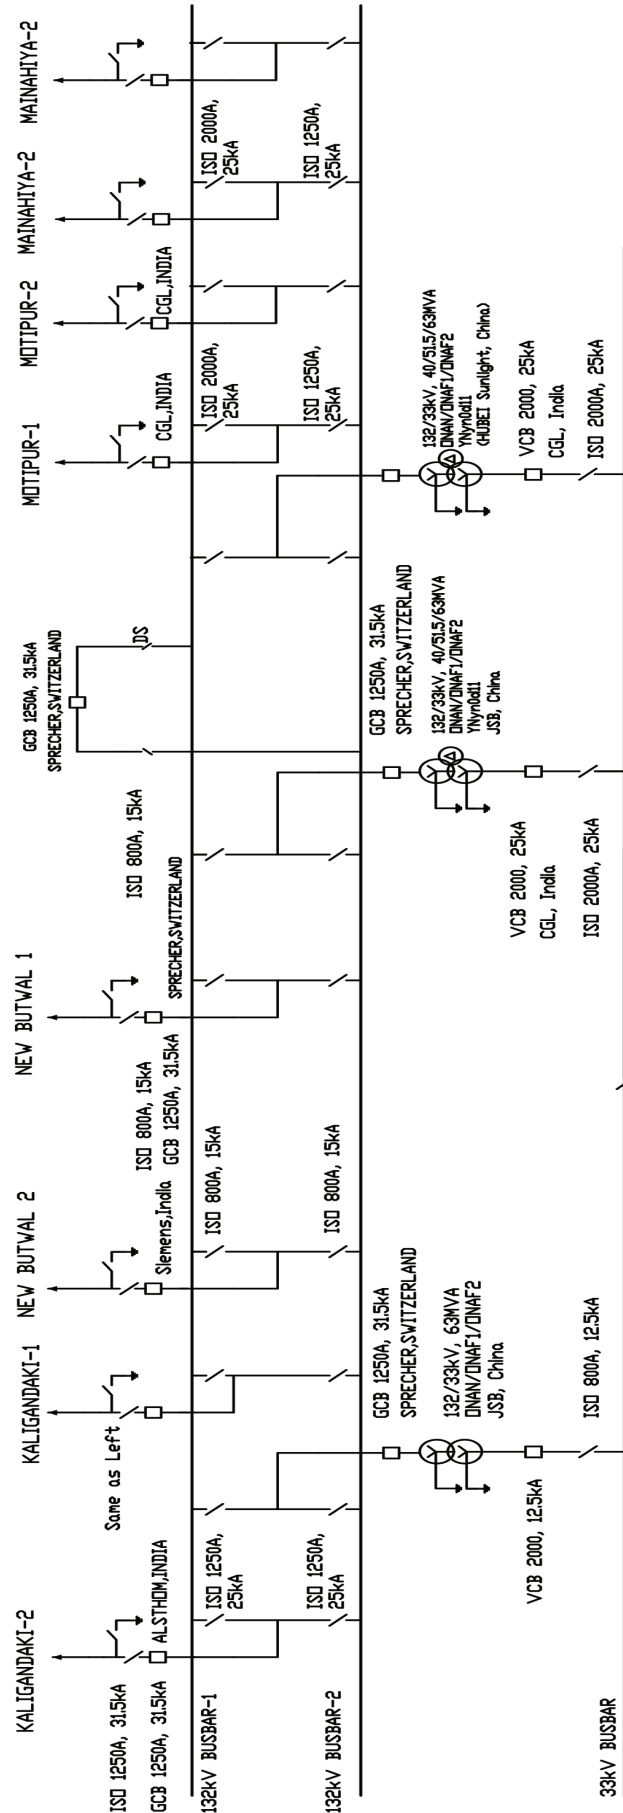 KALIGANDAKI-2
KALIGANDAKI-1
NEW BUTWAL 2
NEW BUTWAL 1
MOTIPUR-1
MOTIPUR-2
MAINAHIYA-2
MAINAHIYA-2
ISO 1250A, 31.5kA
GCB 1250A, 31.5kA
ALSTHOM,INDIA
Same as Left
Siemens,India
ISO 800A, 15kA
GCB 1250A, 31.5kA
SPRECHER,SWITZERLAND
ISO 800A, 15kA
GCB 1250A, 31.5kA
SPRECHER,SWITZERLAND
DS
CGL,INDIA
CGL,INDIA
132kV BUSBAR-1
ISO 1250A,
25kA
ISO 800A, 15kA
ISO 2000A,
25kA
ISO 2000A,
25kA
132kV BUSBAR-2
ISO 1250A,
25kA
ISO 800A, 15kA
ISO 1250A,
25kA
ISO 1250A,
25kA
GCB 1250A, 31.5kA
SPRECHER,SWITZERLAND
132/33kV, 63MVA
ONAN/ONAF1/ONAF2
JSB, China
VCB 2000, 12.5kA
ISO 800A, 12.5kA
GCB 1250A, 31.5kA
SPRECHER,SWITZERLAND
132/33kV, 40/51.5/63MVA
ONAN/ONAF1/ONAF2
YNyn0d11
JSB, China
VCB 2000, 25kA
CGL, India
ISO 2000A, 25kA
132/33kV, 40/51.5/63MVA
ONAN/ONAF1/ONAF2
YNyn0d11
(HUBEI Sunlight, China)
VCB 2000, 25kA
CGL, India
ISO 2000A, 25kA
33kV BUSBAR